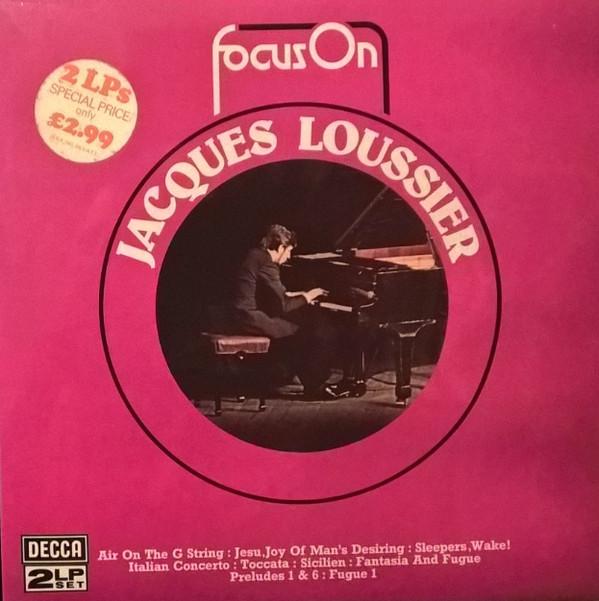 focusOn
2 LPs
SPECIAL PRICE
only
£2.99
JACQUES LOUSSIER
DECCA
2LP
SET
Air On The G String : Jesu,Joy Of Man's Desiring : Sleepers,Wake!
Italian Concerto : Toccata : Sicilien : Fantasia And Fugue
Preludes 1 & 6 : Fugue 1